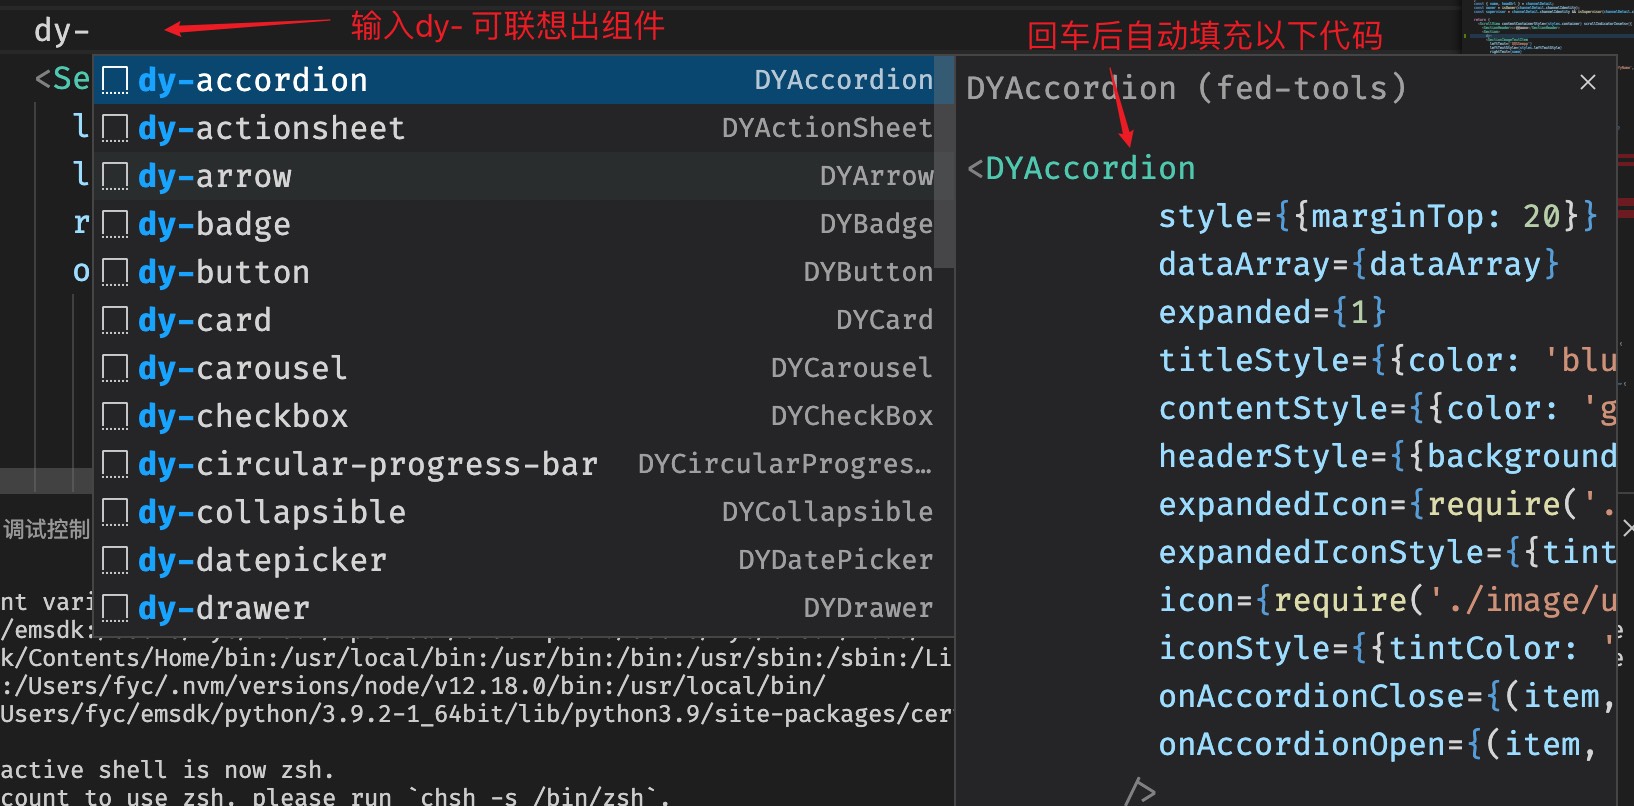 dy-
输入dy- 可联想出组件
回车后自动填充以下代码
<Se
l
l
r
o
dy-accordion DYAccordion
dy-actionsheet DYActionSheet
dy-arrow DYArrow
dy-badge DYBadge
dy-button DYButton
dy-card DYCard
dy-carousel DYCarousel
dy-checkbox DYCheckBox
dy-circular-progress-bar DYCircularProgres…
dy-collapsible DYCollapsible
dy-datepicker DYDatePicker
dy-drawer DYDrawer
DYAccordion (fed-tools)
<DYAccordion
style={{marginTop: 20}}
dataArray={dataArray}
expanded={1}
titleStyle={{color: 'blu
contentStyle={{color: 'g
headerStyle={{background
expandedIcon={require('.
expandedIconStyle={{tint
icon={require('./image/u
iconStyle={{tintColor: '
onAccordionClose={(item,
onAccordionOpen={(item,
/>
调试控制
nt vari
/emsdk:
k/Contents/Home/bin:/usr/local/bin:/usr/bin:/bin:/usr/sbin:/sbin:/Li
:/Users/fyc/.nvm/versions/node/v12.18.0/bin:/usr/local/bin/
Users/fyc/emsdk/python/3.9.2-1_64bit/lib/python3.9/site-packages/cer
active shell is now zsh.
count to use zsh, please run `chsh -s /bin/zsh`.